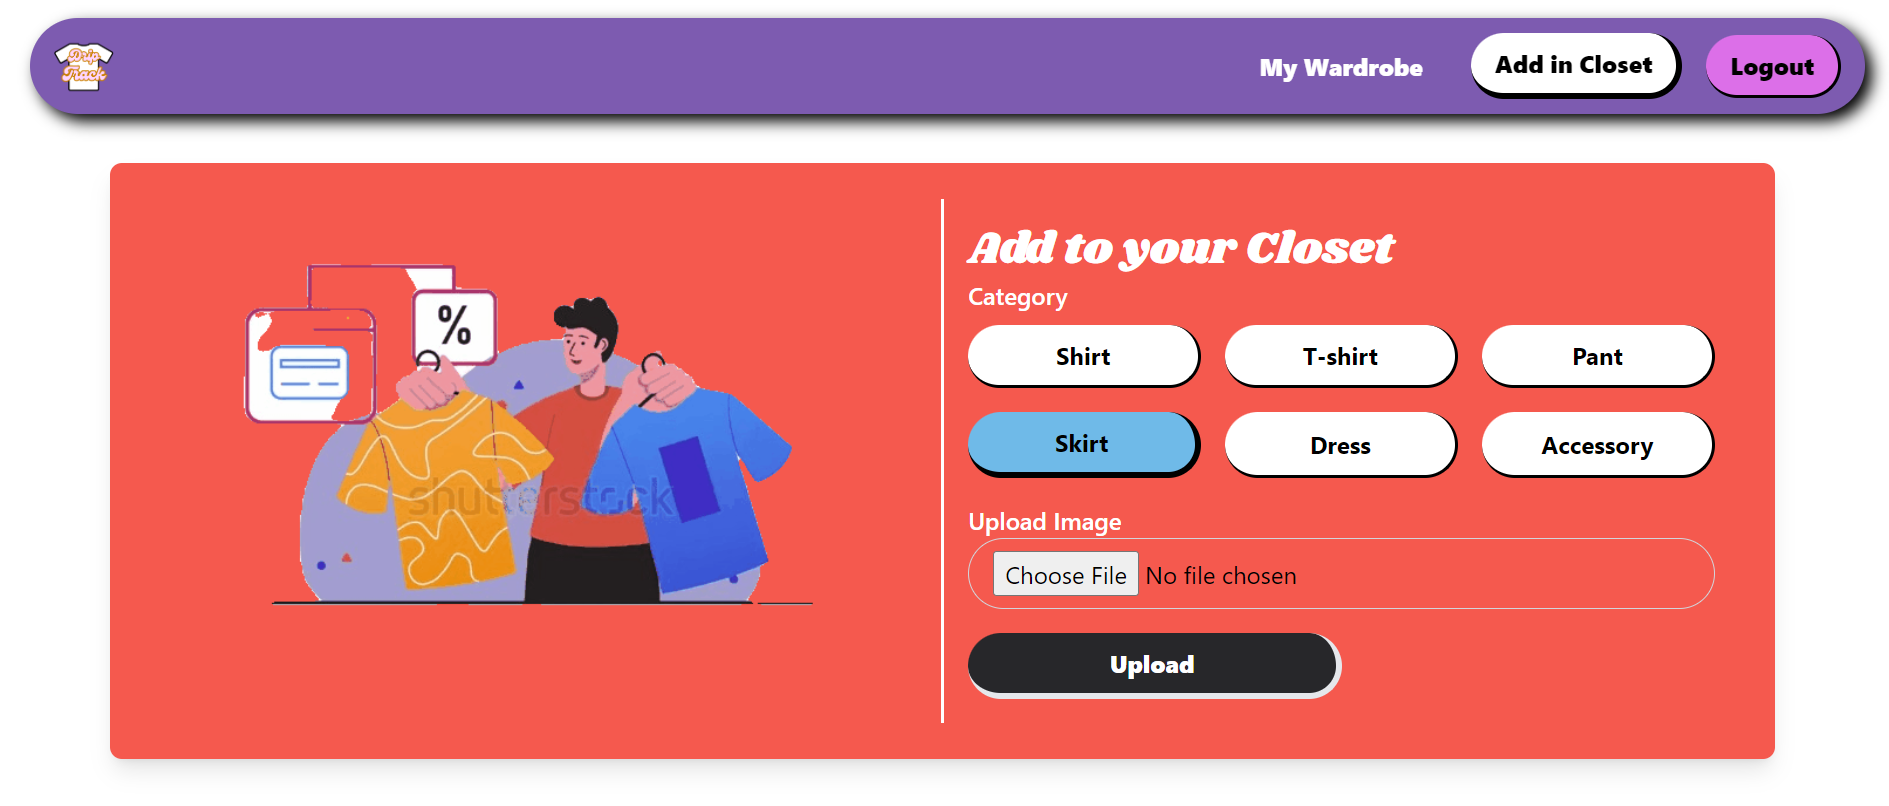 Drip
Track
My Wardrobe
Add in Closet
Logout
%
shutterstock
Add to your Closet
Category
Shirt
T-shirt
Pant
Skirt
Dress
Accessory
Upload Image
Choose File No file chosen
Upload